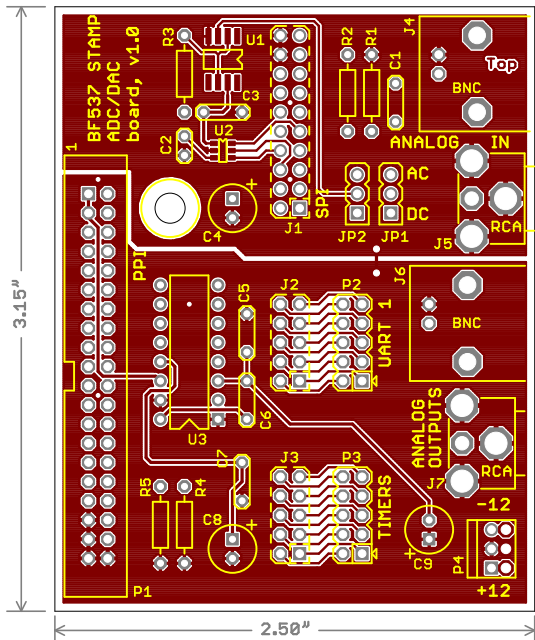 BF537 STAMP
ADC/DAC
board, v1.0
R3
U1
C3
U2
C2
C4
+
J1
SPI
R2
R1
C1
J4
Top
BNC
ANALOG IN
RCA
J5
AC
DC
JP2
JP1
1
PPI
P1
J6
BNC
J2
P2
UART 1
C5
C6
U3
ANALOG
OUTPUTS
RCA
J7
J3
P3
TIMERS
C7
R5
R4
C8
+
C9
+
-12
P4
+12
3.15"
2.50"